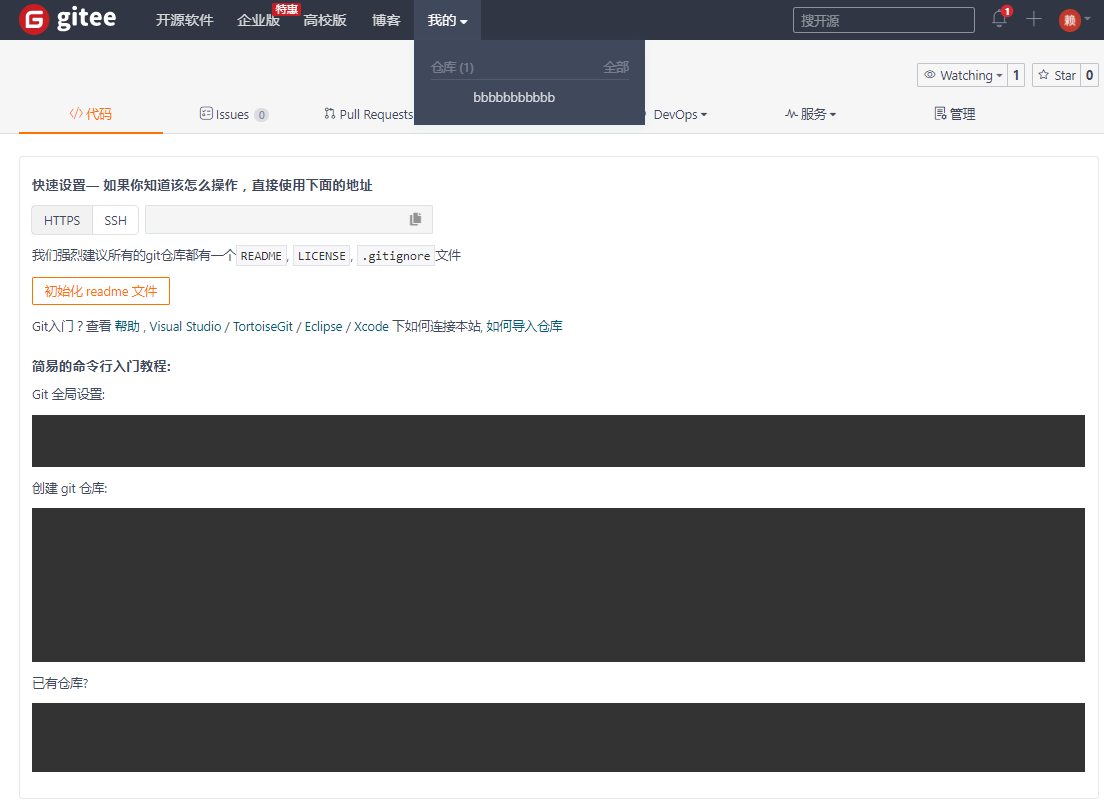 gitee 开源软件 企业版 特惠 高校版 博客 我的 搜开源 1 赖
仓库 (1) 全部
bbbbbbbbbbb
Watching 1 Star 0
代码 Issues 0 Pull Requests DevOps 服务 管理
快速设置— 如果你知道该怎么操作，直接使用下面的地址
HTTPS SSH
我们强烈建议所有的git仓库都有一个 README, LICENSE, .gitignore 文件
初始化 readme 文件
Git入门？查看 帮助 , Visual Studio / TortoiseGit / Eclipse / Xcode 下如何连接本站, 如何导入仓库
简易的命令行入门教程:
Git 全局设置:
创建 git 仓库:
已有仓库?